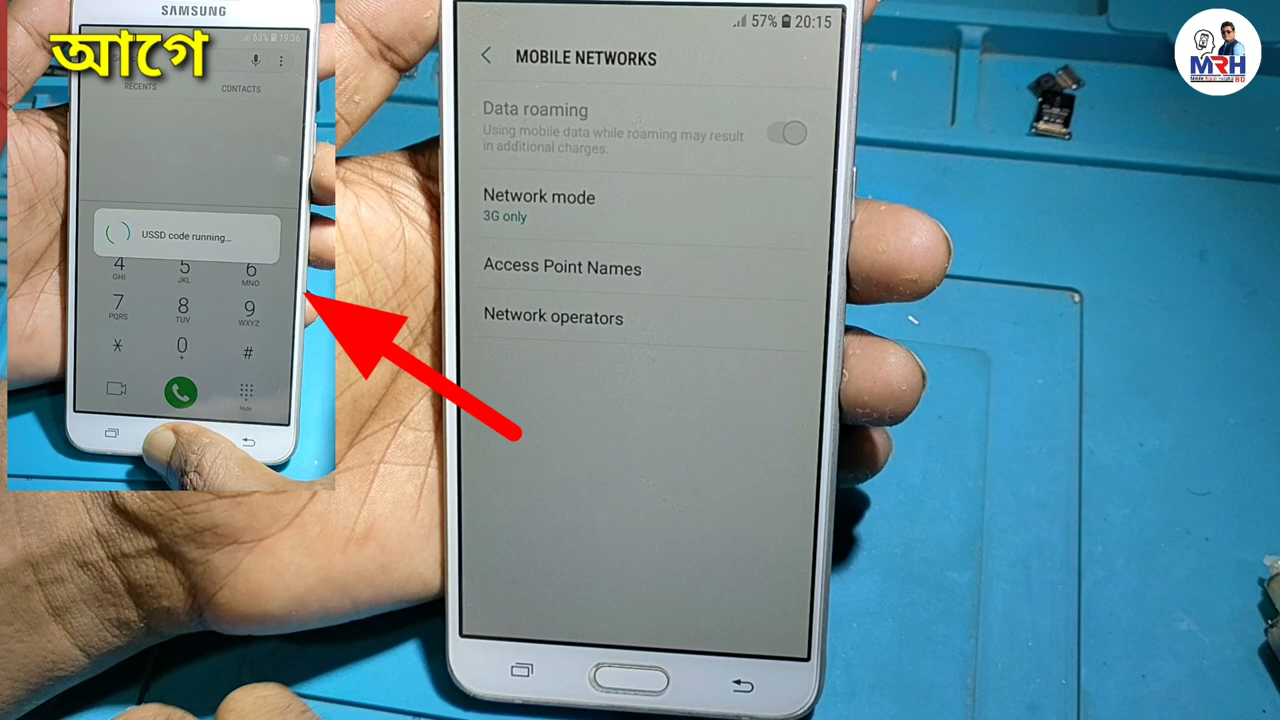 আগে
SAMSUNG
63% 19:36
RECENTS
CONTACTS
USSD code running...
4
GHI
5
JKL
6
MNO
7
PQRS
8
TUV
9
WXYZ
*
0
+
#
57% 20:15
MOBILE NETWORKS
Data roaming
Using mobile data while roaming may result
in additional charges.
Network mode
3G only
Access Point Names
Network operators
MRH